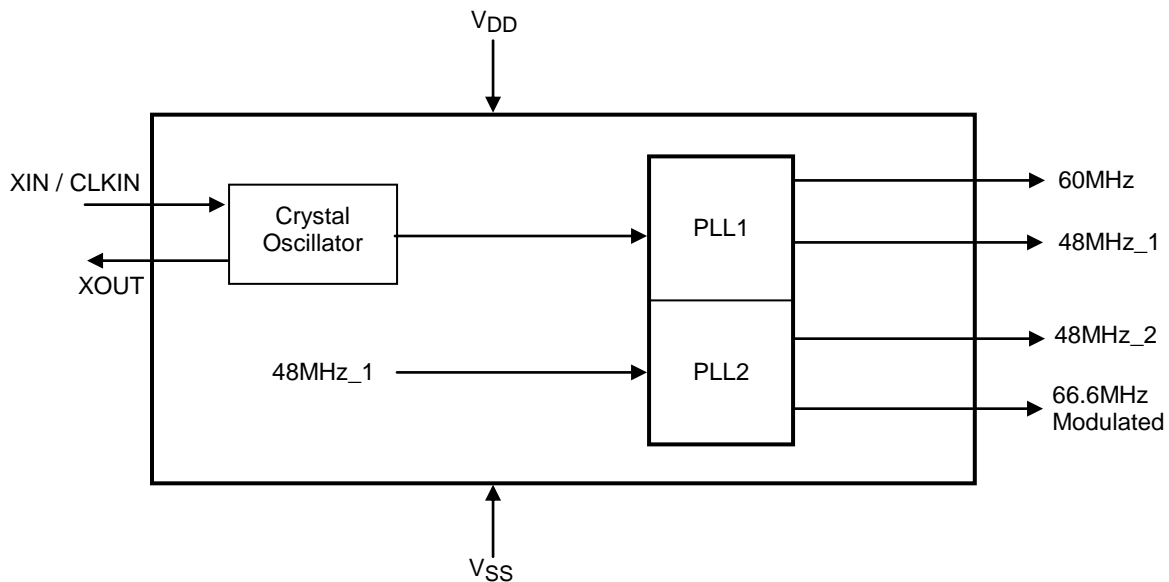 VDD
XIN / CLKIN
XOUT
Crystal
Oscillator
PLL1
60MHz
48MHz_1
48MHz_1
PLL2
48MHz_2
66.6MHz
Modulated
VSS